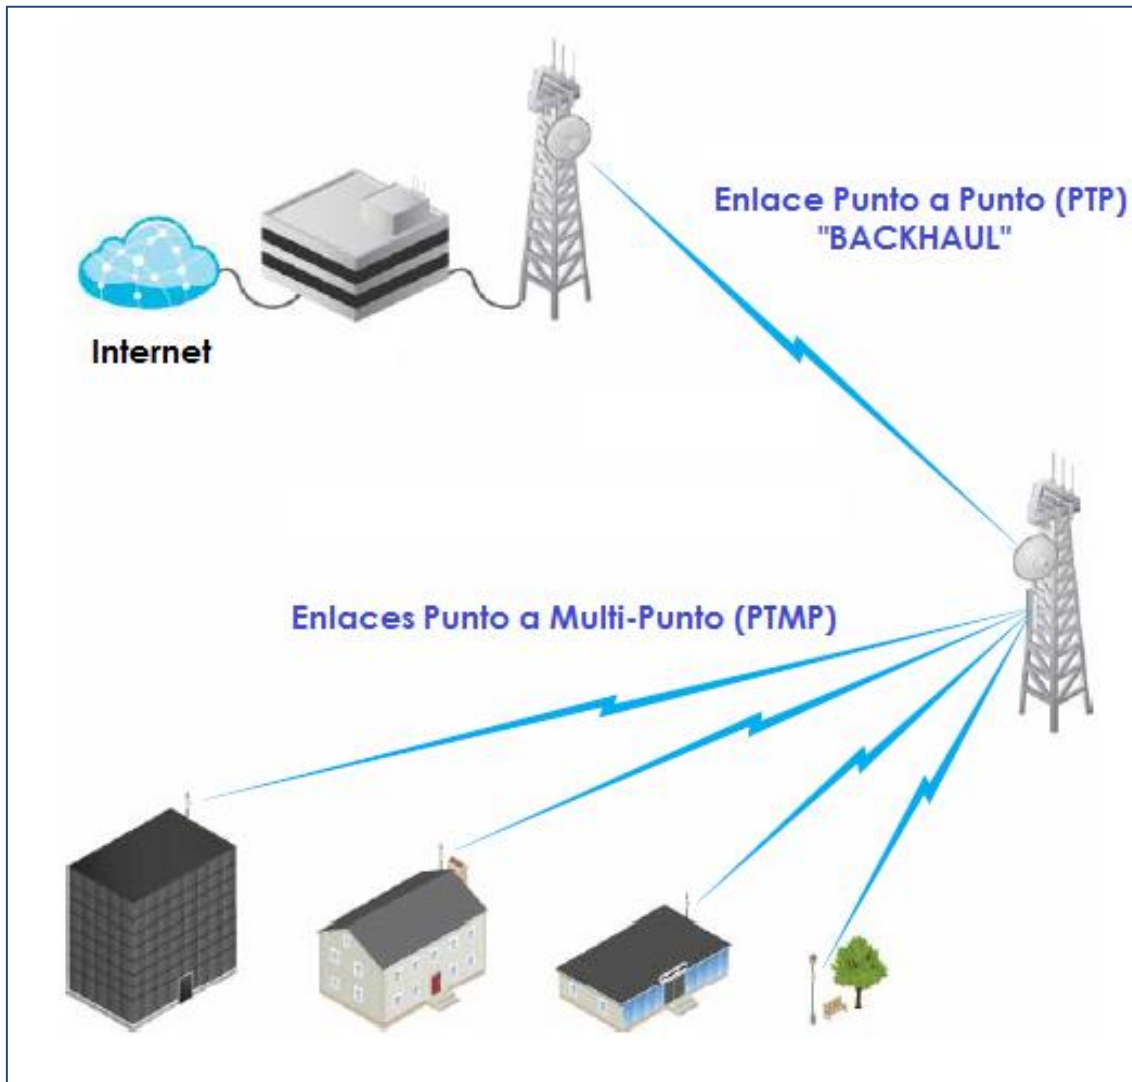 Enlace Punto a Punto (PTP)
"BACKHAUL"
Internet
Enlaces Punto a Multi-Punto (PTMP)